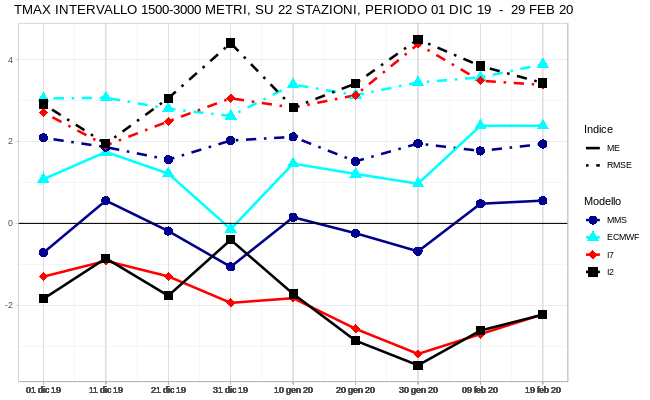 TMAX INTERVALLO 1500-3000 METRI, SU 22 STAZIONI, PERIODO 01 DIC 19 - 29 FEB 20
4
2
0
-2
01 dic 19 11 dic 19 21 dic 19 31 dic 19 10 gen 20 20 gen 20 30 gen 20 09 feb 20 19 feb 20
Indice
ME
RMSE
Modello
MMS
ECMWF
I7
I2